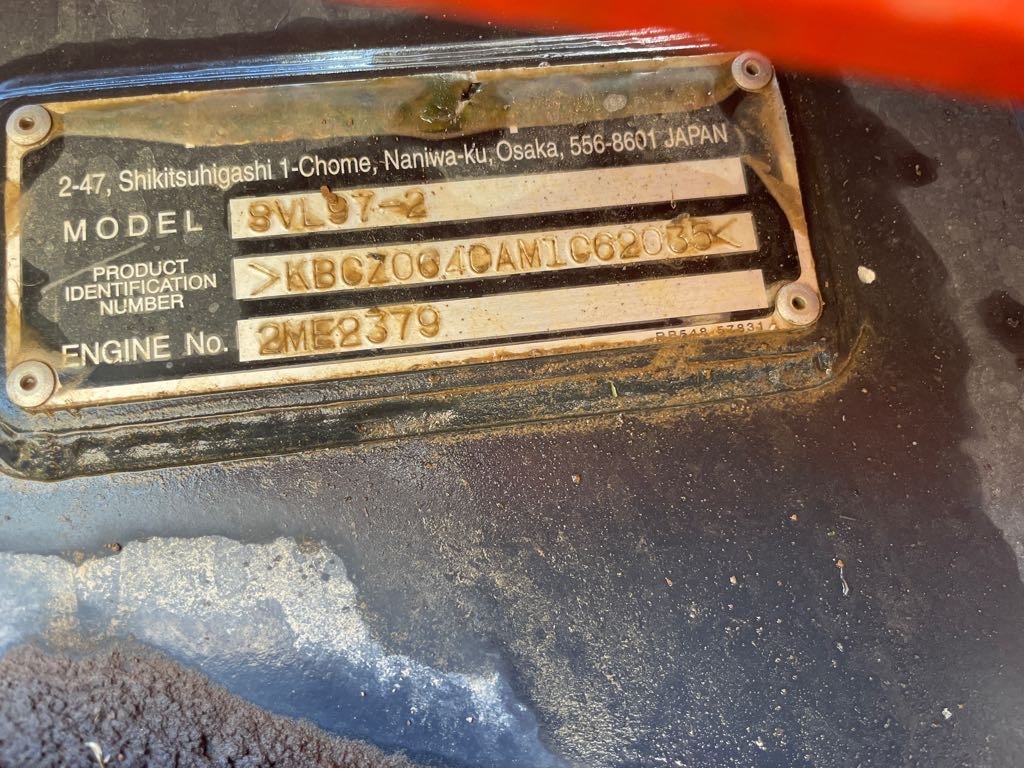 2-47, Shikitsuhigashi 1-Chome, Naniwa-ku, Osaka, 556-8601 JAPAN
MODEL SVL97-2
PRODUCT IDENTIFICATION NUMBER >KBCZ064CAM1C62035<
ENGINE No. 2ME2379